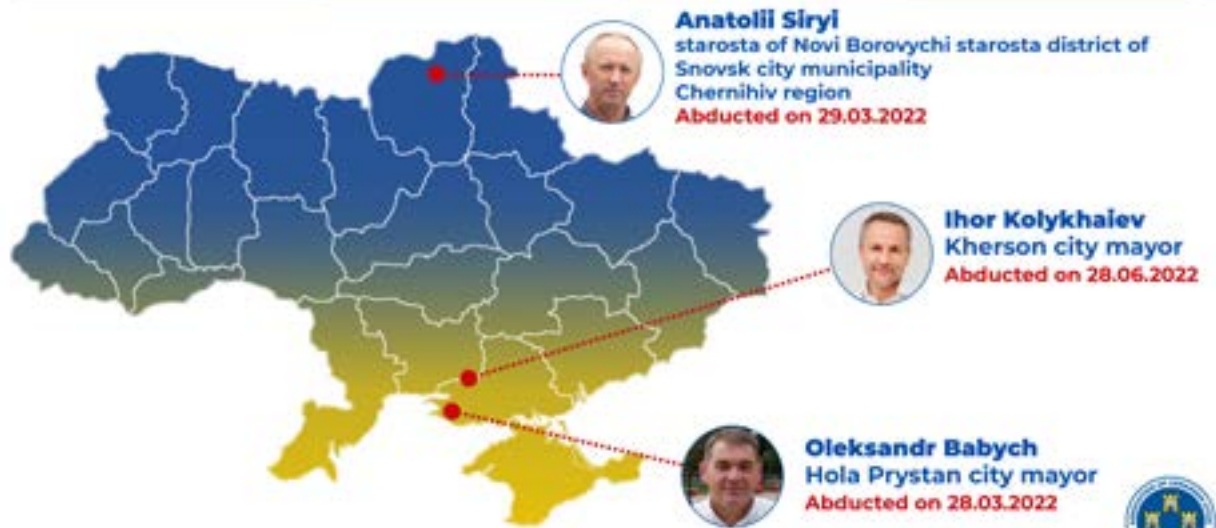 Anatolii Siryi
starosta of Novi Borovychi starosta district of
Snovsk city municipality
Chernihiv region
Abducted on 29.03.2022
Ihor Kolykhaiev
Kherson city mayor
Abducted on 28.06.2022
Oleksandr Babych
Hola Prystan city mayor
Abducted on 28.03.2022